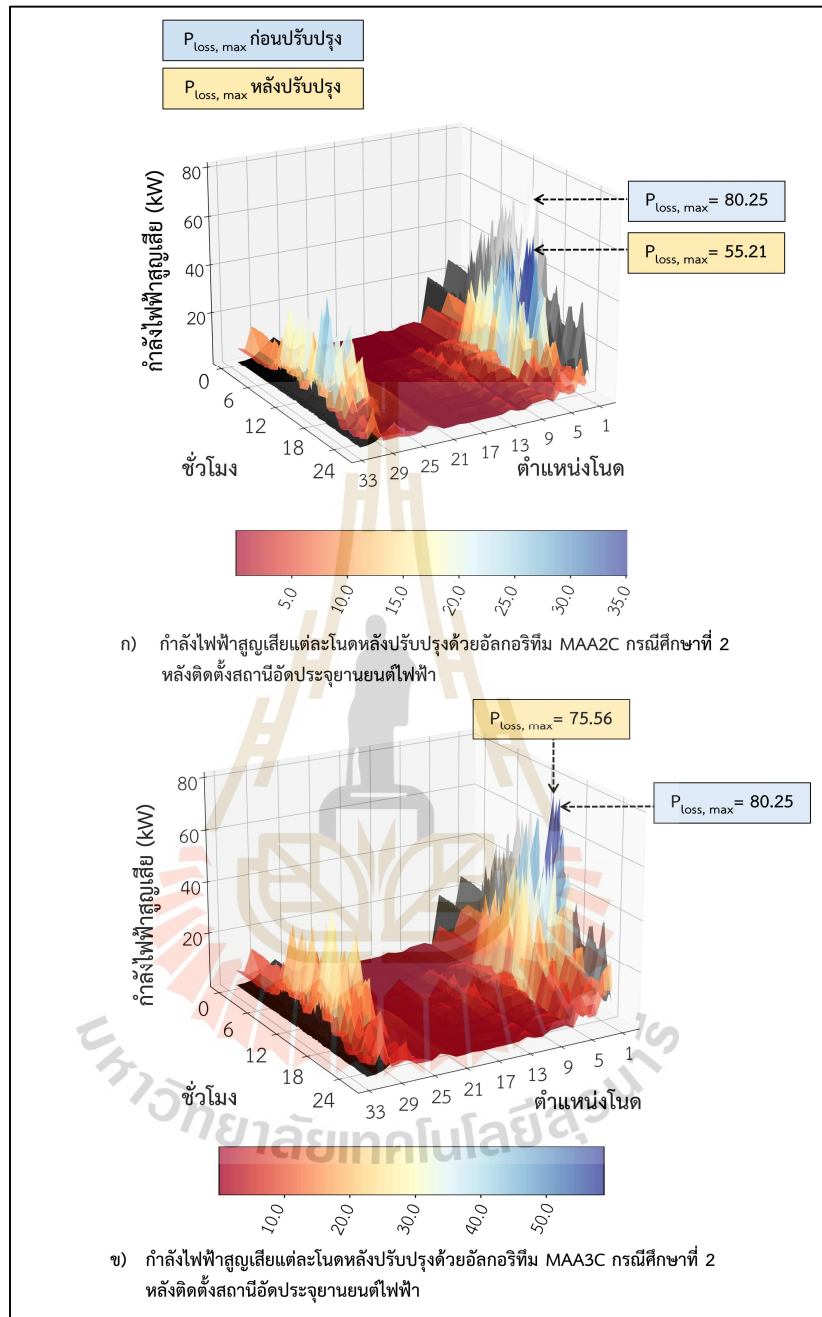 P loss, max ก่อนปรับปรุง
P loss, max หลังปรับปรุง
80
60
40
20
0
กำลังไฟฟ้าสูญเสีย (kW)
P loss, max = 80.25
P loss, max = 55.21
6
12
18
24
ชั่วโมง
33
29
25
21
17
13
9
5
1
ตำแหน่งโนด
5.0
10.0
15.0
20.0
25.0
30.0
35.0
ก) กำลังไฟฟ้าสูญเสียแต่ละโนดหลังปรับปรุงด้วยอัลกอริทึม MAA2C กรณีศึกษาที่ 2
หลังติดตั้งสถานีอัดประจุยานยนต์ไฟฟ้า
P loss, max = 75.56
80
60
40
20
0
กำลังไฟฟ้าสูญเสีย (kW)
P loss, max = 80.25
6
12
18
24
ชั่วโมง
33
29
25
21
17
13
9
5
1
ตำแหน่งโนด
มหาวิทยาลัยเทคโนโลยีสุรนารี
10.0
20.0
30.0
40.0
50.0
ข) กำลังไฟฟ้าสูญเสียแต่ละโนดหลังปรับปรุงด้วยอัลกอริทึม MAA3C กรณีศึกษาที่ 2
หลังติดตั้งสถานีอัดประจุยานยนต์ไฟฟ้า